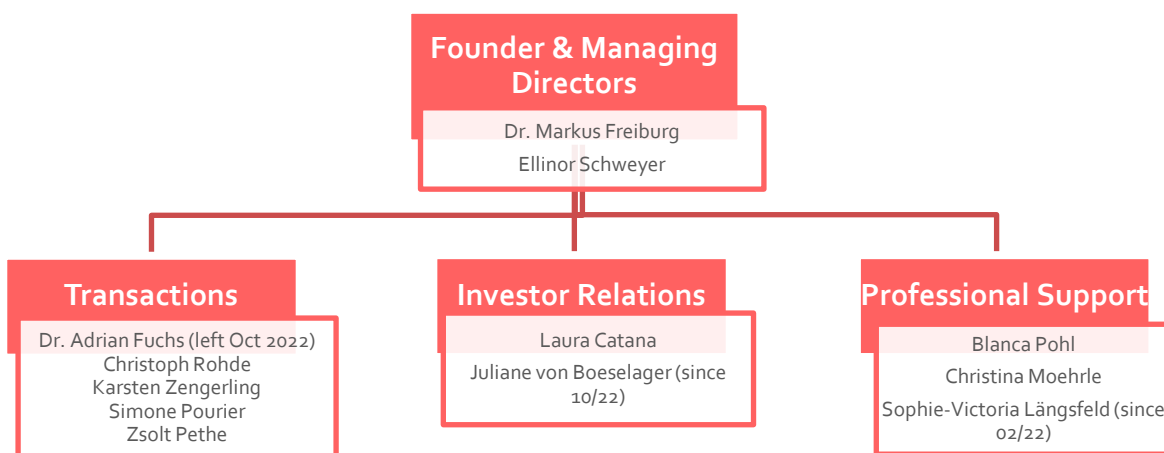 Founder & Managing
Directors
Dr. Markus Freiburg
Ellinor Schweyer
Transactions
Dr. Adrian Fuchs (left Oct 2022)
Christoph Rohde
Karsten Zengerling
Simone Pourier
Zsolt Pethe
Investor Relations
Laura Catana
Juliane von Boeselager (since
10/22)
Professional Support
Blanca Pohl
Christina Moehrle
Sophie-Victoria Längsfeld (since
02/22)